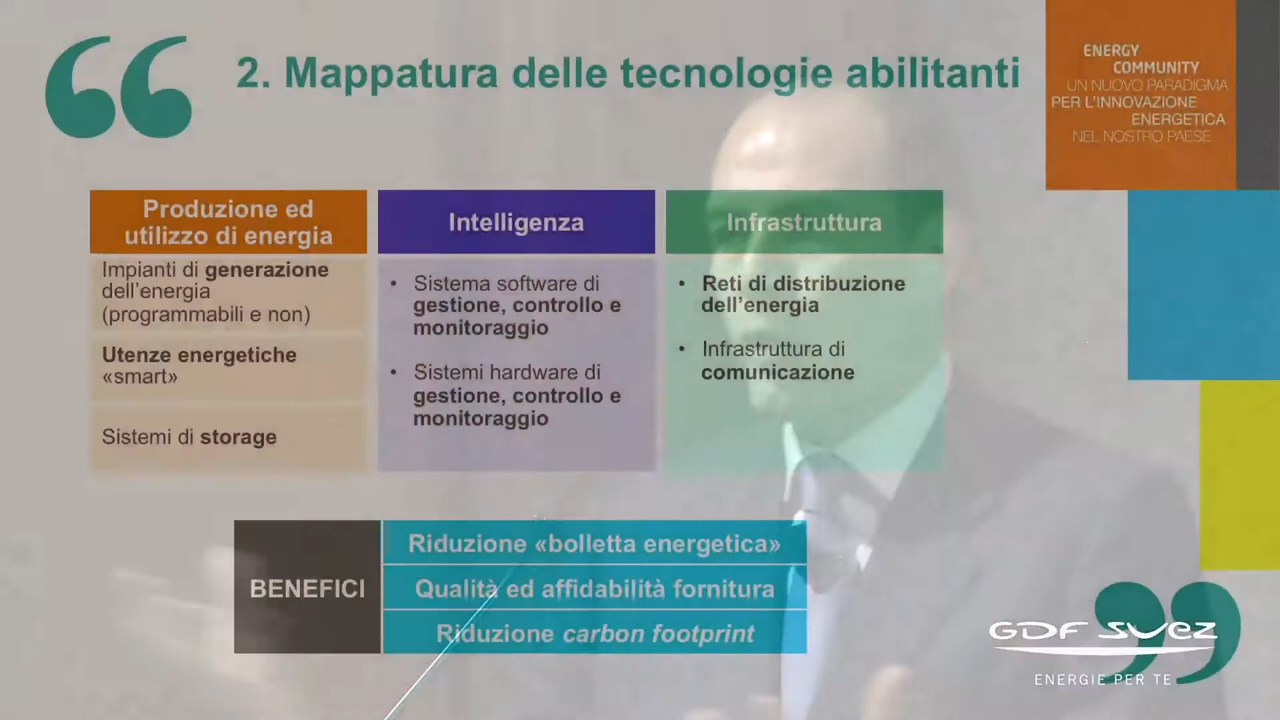 2. Mappatura delle tecnologie abilitanti
ENERGY
COMMUNITY
UN NUOVO PARADIGMA
PER L'INNOVAZIONE
ENERGETICA
NEL NOSTRO PAESE
Produzione ed
utilizzo di energia
Impianti di generazione
dell'energia
(programmabili e non)
Utenze energetiche
«smart»
Sistemi di storage
Intelligenza
• Sistema software di
gestione, controllo e
monitoraggio
• Sistemi hardware di
gestione, controllo e
monitoraggio
Infrastruttura
• Reti di distribuzione
dell'energia
• Infrastruttura di
comunicazione
BENEFICI
Riduzione «bolletta energetica»
Qualità ed affidabilità fornitura
Riduzione carbon footprint
GDF SUEZ
ENERGIE PER TE